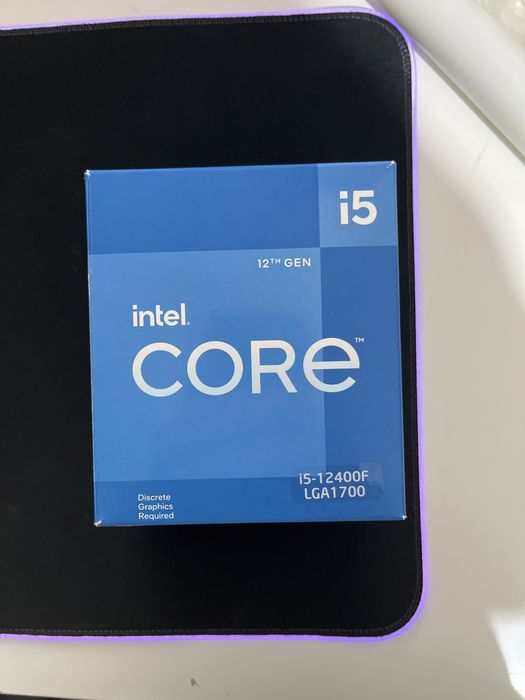 i5
12TH GEN
intel.
CORE™
i5-12400F
LGA1700
Discrete
Graphics
Required